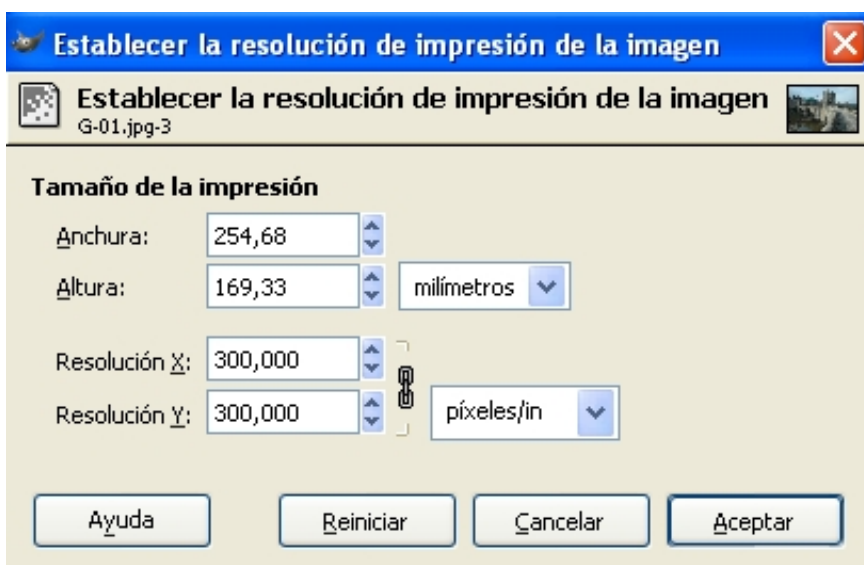 Establecer la resolución de impresión de la imagen
Establecer la resolución de impresión de la imagen
G-01.jpg-3
Tamaño de la impresión
Anchura: 254,68
Altura: 169,33 milímetros
Resolución X: 300,000
Resolución Y: 300,000 píxeles/in
Ayuda Reiniciar Cancelar Aceptar